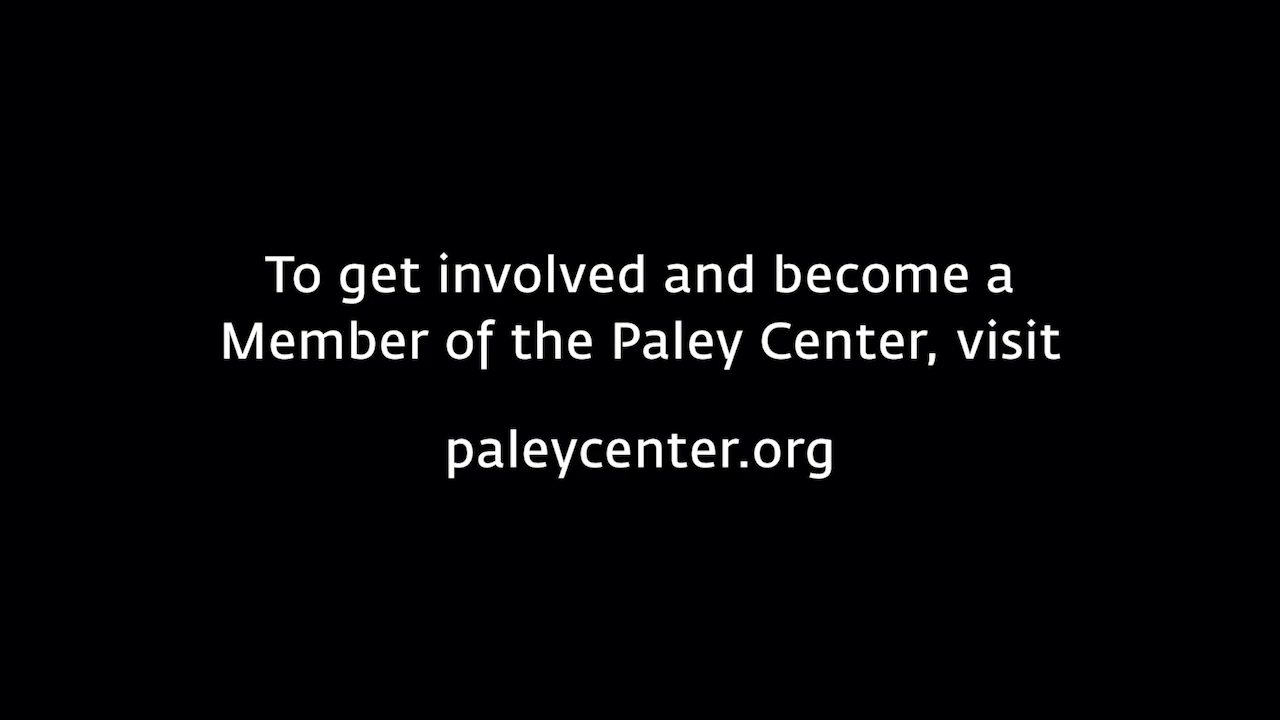 To get involved and become a
Member of the Paley Center, visit
paleycenter.org